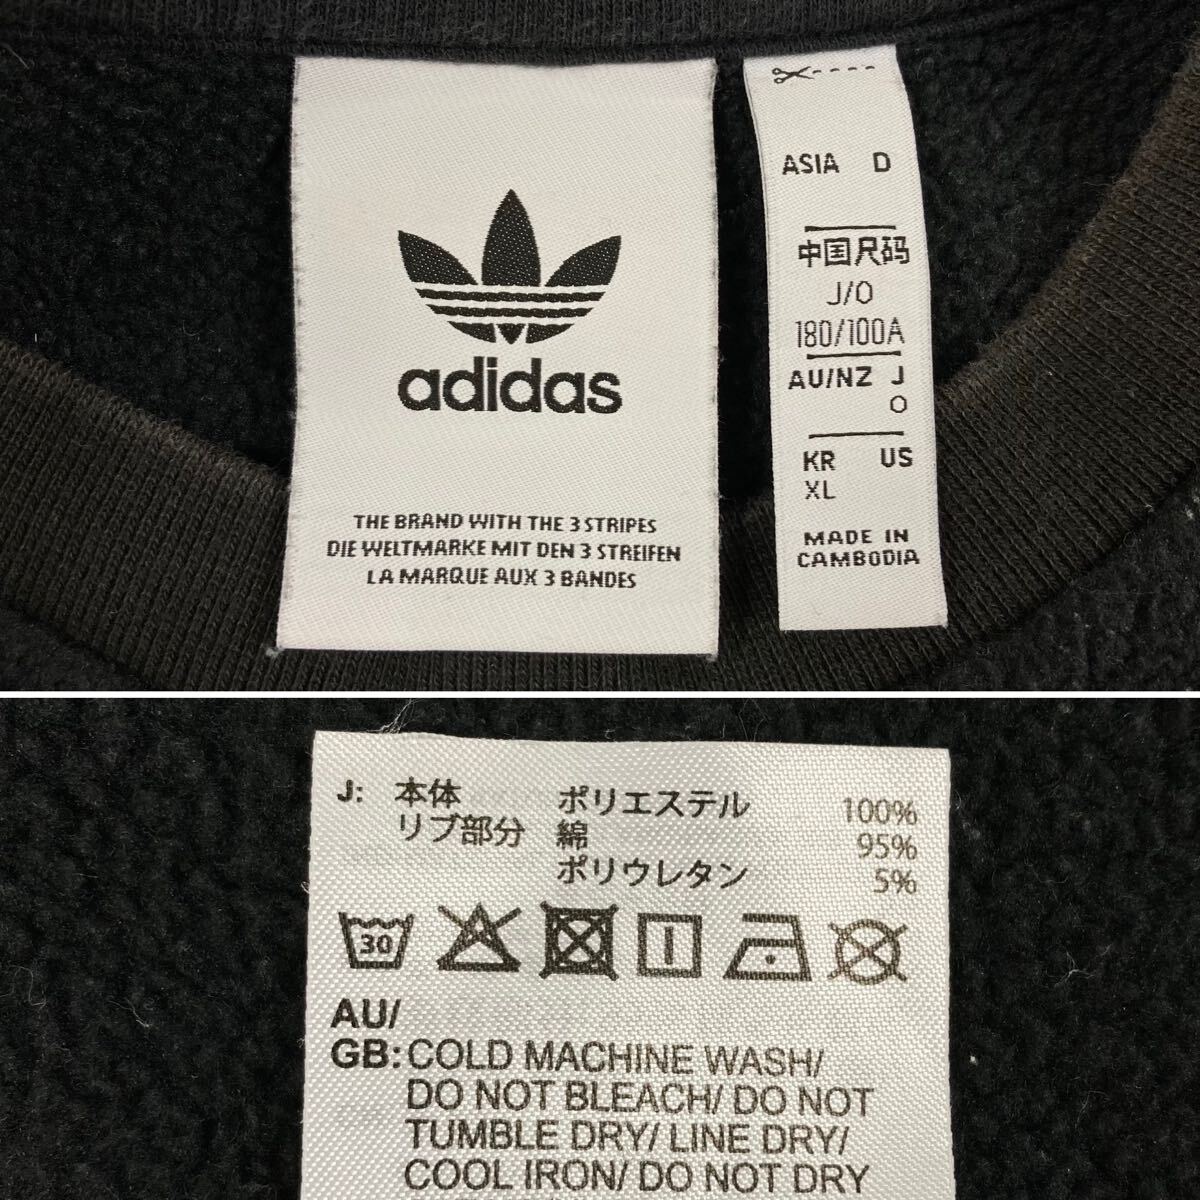 adidas
THE BRAND WITH THE 3 STRIPES
DIE WELTMARKE MIT DEN 3 STREIFEN
LA MARQUE AUX 3 BANDES
ASIA D
中国尺码
J/O
180/100A
AU/NZ J
O
KR US
XL
MADE IN
CAMBODIA
J: 本体 ポリエステル 100%
リブ部分 綿 95%
ポリウレタン 5%
30
AU/
GB: COLD MACHINE WASH/
DO NOT BLEACH/ DO NOT
TUMBLE DRY/ LINE DRY/
COOL IRON/ DO NOT DRY